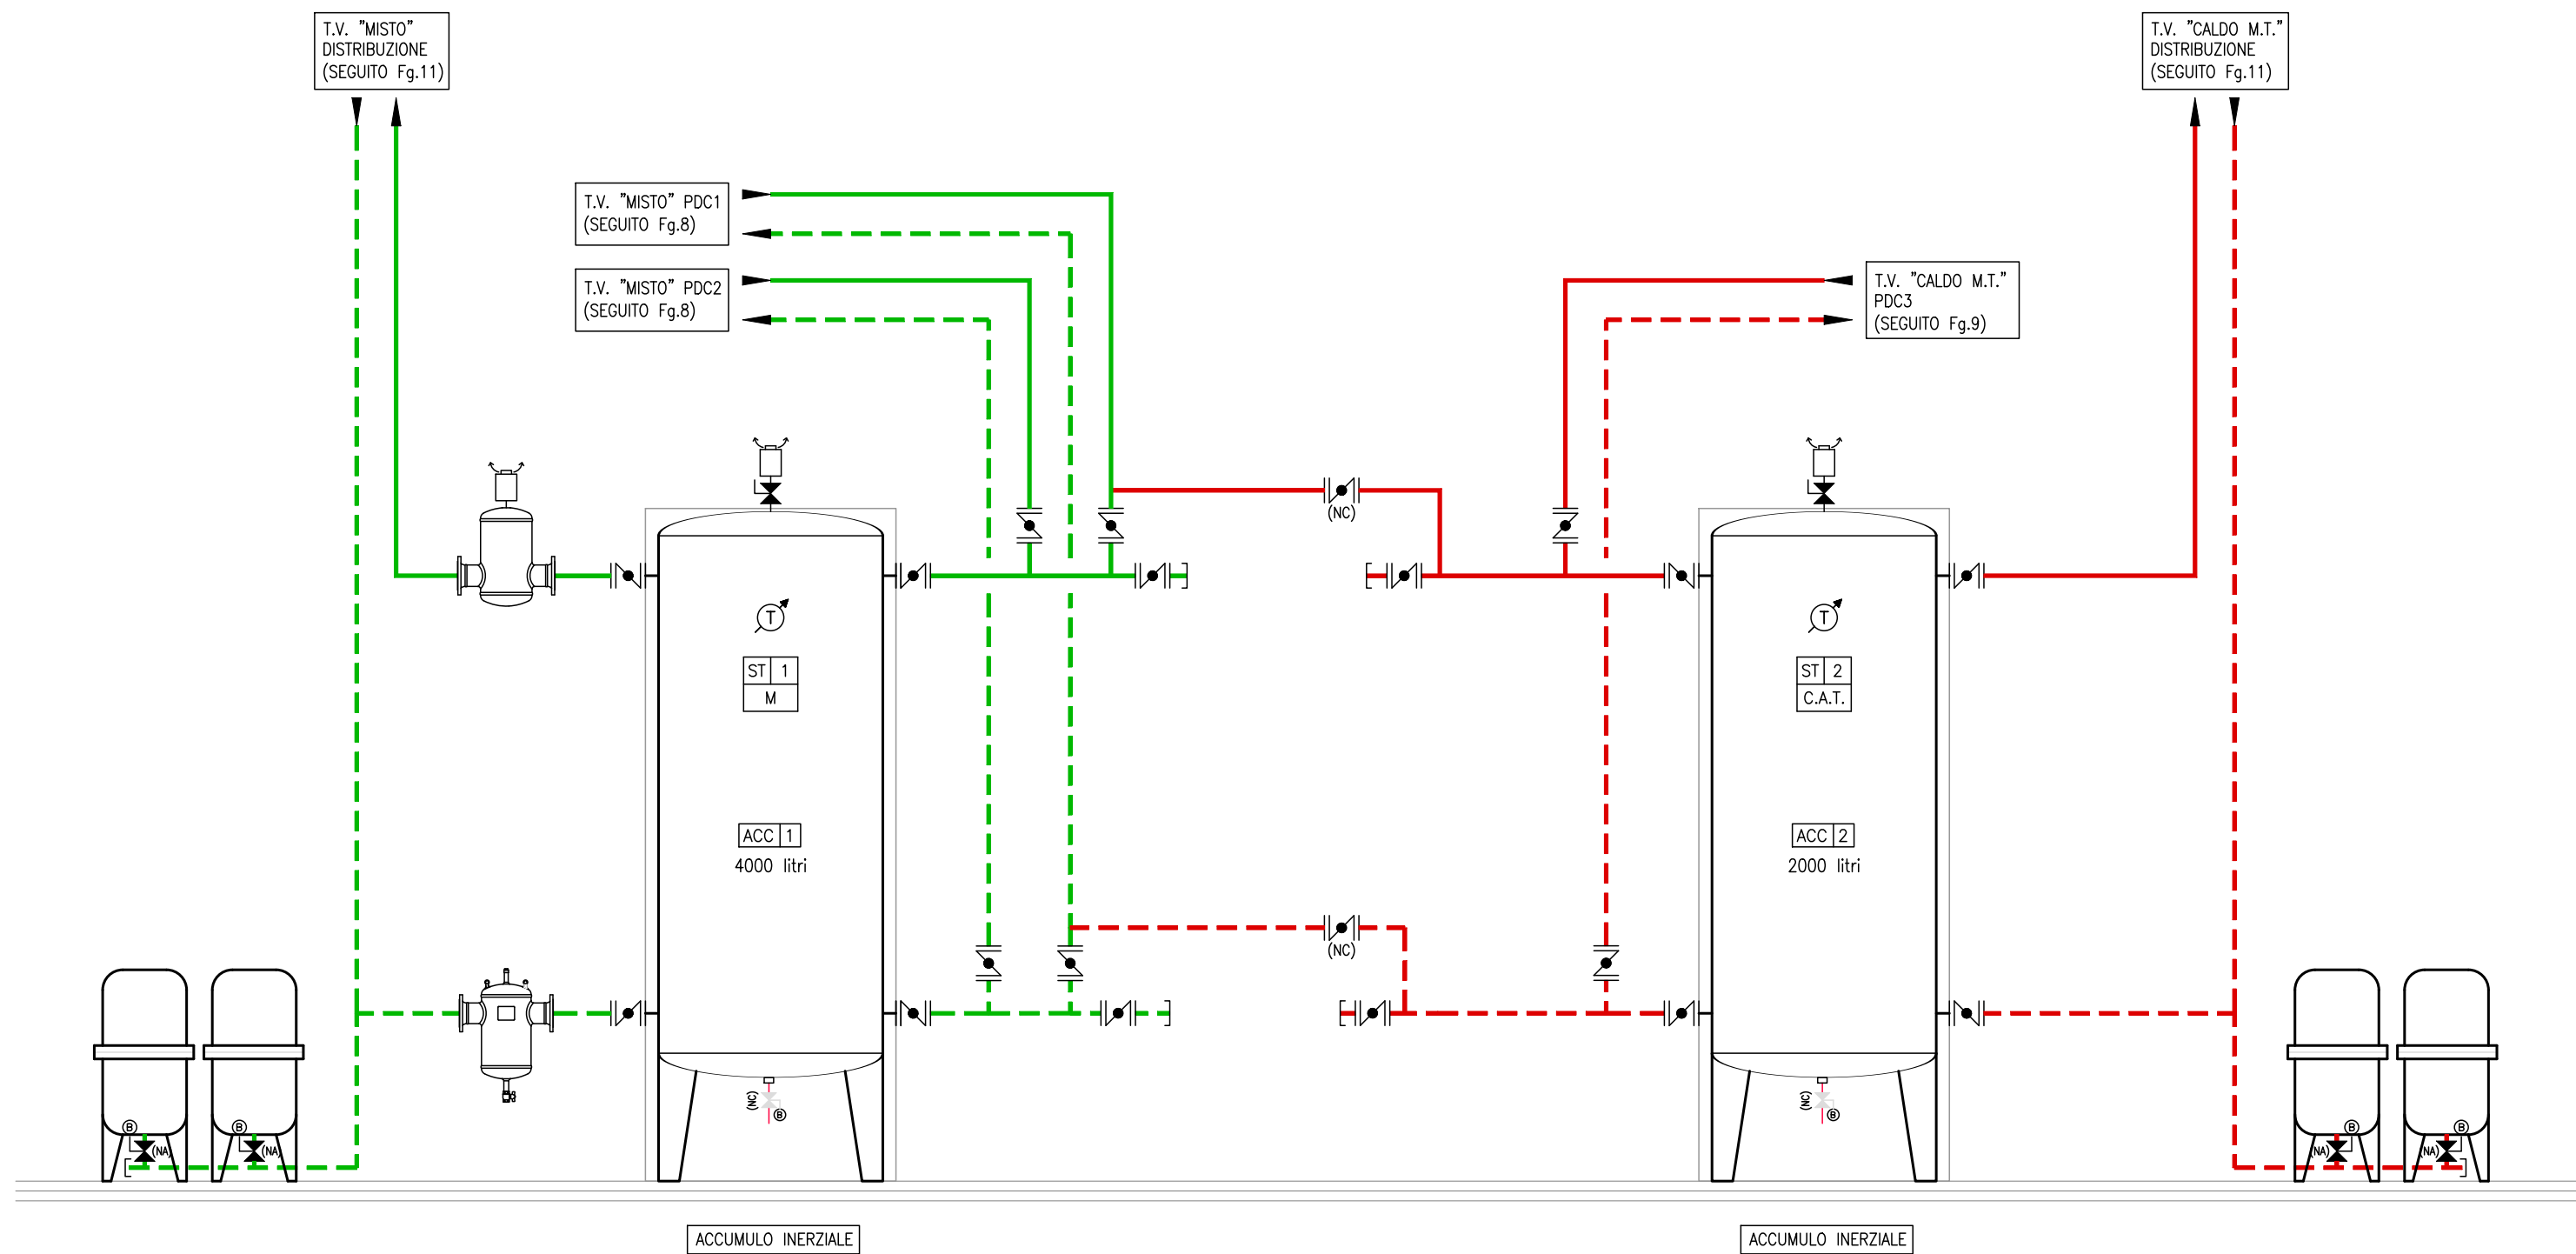 T.V. "MISTO"
DISTRIBUZIONE
(SEGUITO Fg.11)
T.V. "CALDO M.T."
DISTRIBUZIONE
(SEGUITO Fg.11)
T.V. "MISTO" PDC1
(SEGUITO Fg.8)
T.V. "MISTO" PDC2
(SEGUITO Fg.8)
T.V. "CALDO M.T."
PDC3
(SEGUITO Fg.9)
(NC)
T
ST 1
M
T
ST 2
C.A.T.
ACC 1
4000 litri
ACC 2
2000 litri
(NC)
(NC)
B
(NC)
B
B
(NA)
B
(NA)
B
(NA)
B
(NA)
ACCUMULO INERZIALE
ACCUMULO INERZIALE